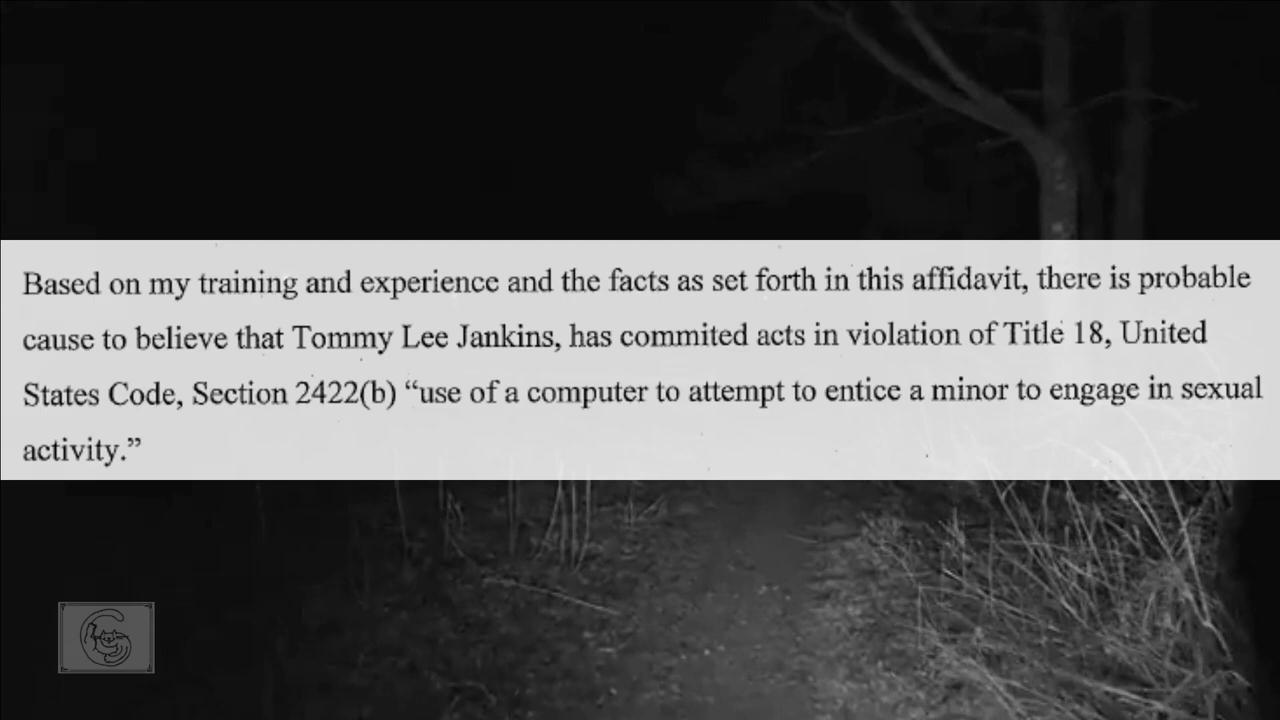 Based on my training and experience and the facts as set forth in this affidavit, there is probable
cause to believe that Tommy Lee Jankins, has commited acts in violation of Title 18, United
States Code, Section 2422(b) “use of a computer to attempt to entice a minor to engage in sexual
activity.”